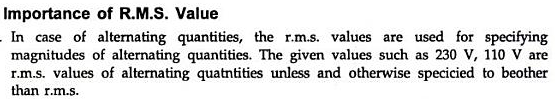 Importance of R.M.S. Value
In case of alternating quantities, the r.m.s. values are used for specifying
magnitudes of alternating quantities. The given values such as 230 V, 110 V are
r.m.s. values of alternating quatntities unless and otherwise specicied to beother
than r.m.s.